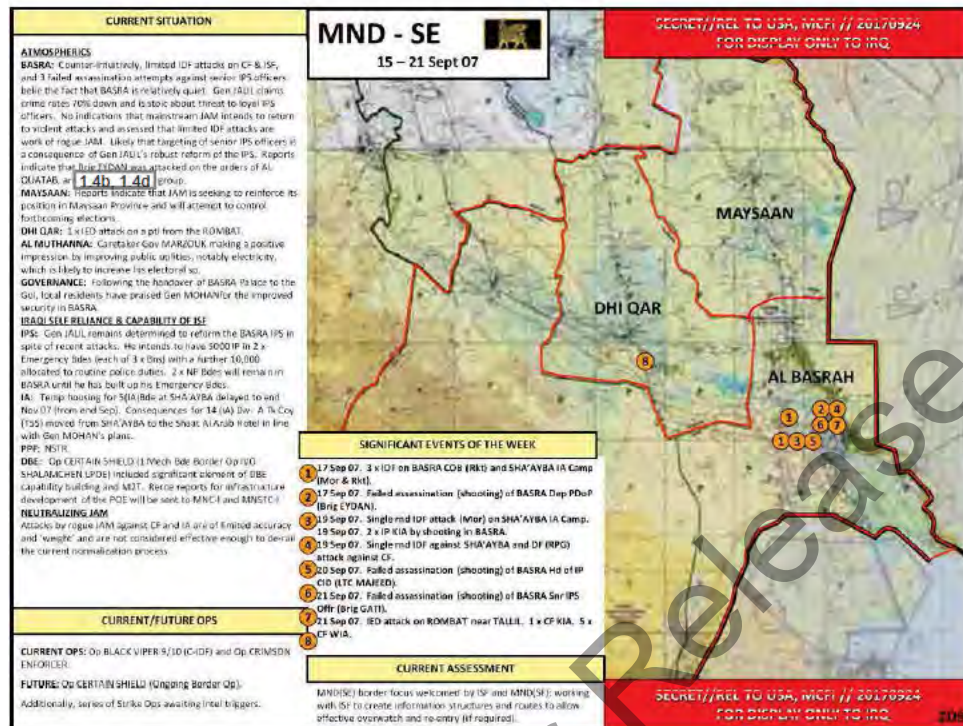 CURRENT SITUATION
ATMOSPHERICS
BASRA: Counter-intuitively, limited IDF attacks on CF & ISF,
and 3 failed assassination attempts against senior IPS officers
belie the fact that BASRA is relatively quiet. Gen JALIL claims
crime rates 70% down and is stoic about threat to loyal IPS
officers. No indications that mainstream JAM intends to return
to violent attacks and assessed that limited IDF attacks are
work of rogue JAM. Likely that targeting of senior IPS officers is
a consequence of Gen JALIL's robust reform of the IPS. Reports
indicate that Brig EYDAN was attacked on the orders of AL
QUATAB, 1.4b, 1.4d group.
MAYSAAN: Reports indicate that JAM is seeking to reinforce its
position in Maysaan Province and will attempt to control
forthcoming elections.
DHI QAR: 1 x IED attack on a ptl from the ROMBAT.
AL MUTHANNA: Caretaker Gov MARZOUK making a positive
impression by improving public utilities, notably electricity,
which is likely to increase his electoral
GOVERNANCE: Following the handover of BASRA Palace to the
GoI, local residents have praised Gen MOHAN for the improved
security in BASRA.
IRAQI SELF RELIANCE & CAPABILITY OF ISF
IPS: Gen JALIL remains determined to reform the BASRA IPS in
spite of recent attacks. He intends to have 5000 IP in 2 x
Emergency Bdes (each of 3 x Bns) with a further 10,000
allocated to routine police duties. 2 x NP Bdes will remain in
BASRA until he has built up his Emergency Bdes.
IA: Temp housing for 5(IA)Bde at SHA'AYBA delayed to end
Nov 07 (from end Sep). Consequences for 14 (IA) Div. A Tk Coy
(T55) moved from SHA'AYBA to the Shaat Al Arab Hotel in line
with Gen MOHAN's plans.
PPF: NSTR.
DBE: Op CERTAIN SHIELD (1 Mech Bde Border Op IVO
SHALAMCHEH LPOE) included significant element of DBE
capability building and M2T. Recce reports for infrastructure
development of the POE will be sent to MNC-I and MNSTC-I
NEUTRALIZING JAM
Attacks by rogue JAM against CF and IA are of limited accuracy
and 'weight' and are not considered effective enough to derail
the current normalization process.
CURRENT/FUTURE OPS
CURRENT OPS: Op BLACK VIPER 9/10 (C-IDF) and Op CRIMSON
ENFORCER.
FUTURE: Op CERTAIN SHIELD (Ongoing Border Op).
Additionally, series of Strike Ops awaiting Intel triggers.
MND - SE
15 – 21 Sept 07
SECRET//REL TO USA, MCFI // 20170924
FOR DISPLAY ONLY TO IRQ
MAYSAAN
DHI QAR
8
AL BASRAH
1
2 4
6 7
1 3 5
SIGNIFICANT EVENTS OF THE WEEK
1 17 Sep 07. 3 x IDF on BASRA COB (Rkt) and SHA'AYBA IA Camp
(Mor & Rkt).
2 17 Sep 07. Failed assassination (shooting) of BASRA Dep PDoP
(Brig EYDAN).
3 19 Sep 07. Single rnd IDF attack (Mor) on SHA'AYBA IA Camp.
19 Sep 07. 2 x IP KIA by shooting in BASRA.
4 19 Sep 07. Single rnd IDF against SHA'AYBA and DF (RPG)
attack against CF.
5 20 Sep 07. Failed assassination (shooting) of BASRA Hd of IP
CID (LTC MAJEED).
6 21 Sep 07. Failed assassination (shooting) of BASRA Snr IPS
Offr (Brig GATI).
7 21 Sep 07. IED attack on ROMBAT near TALLIL. 1 x CF KIA. 5 x
CF WIA.
8
CURRENT ASSESSMENT
MND(SE) border focus welcomed by ISF and MND(SE); working
with ISF to create information structures and routes to allow
effective overwatch and re-entry (if required).
SECRET//REL TO USA, MCFI // 20170924
FOR DISPLAY ONLY TO IRQ
Release